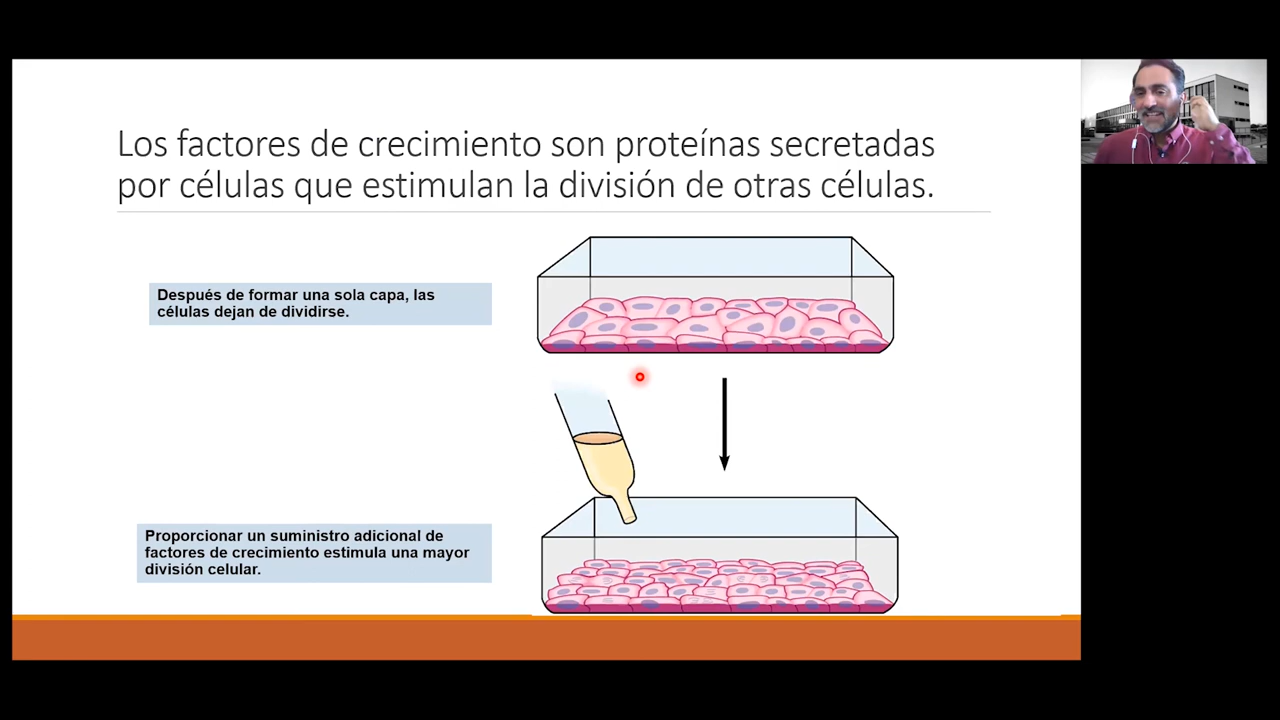 Los factores de crecimiento son proteínas secretadas
por células que estimulan la división de otras células.
Después de formar una sola capa, las
células dejan de dividirse.
Proporcionar un suministro adicional de
factores de crecimiento estimula una mayor
división celular.